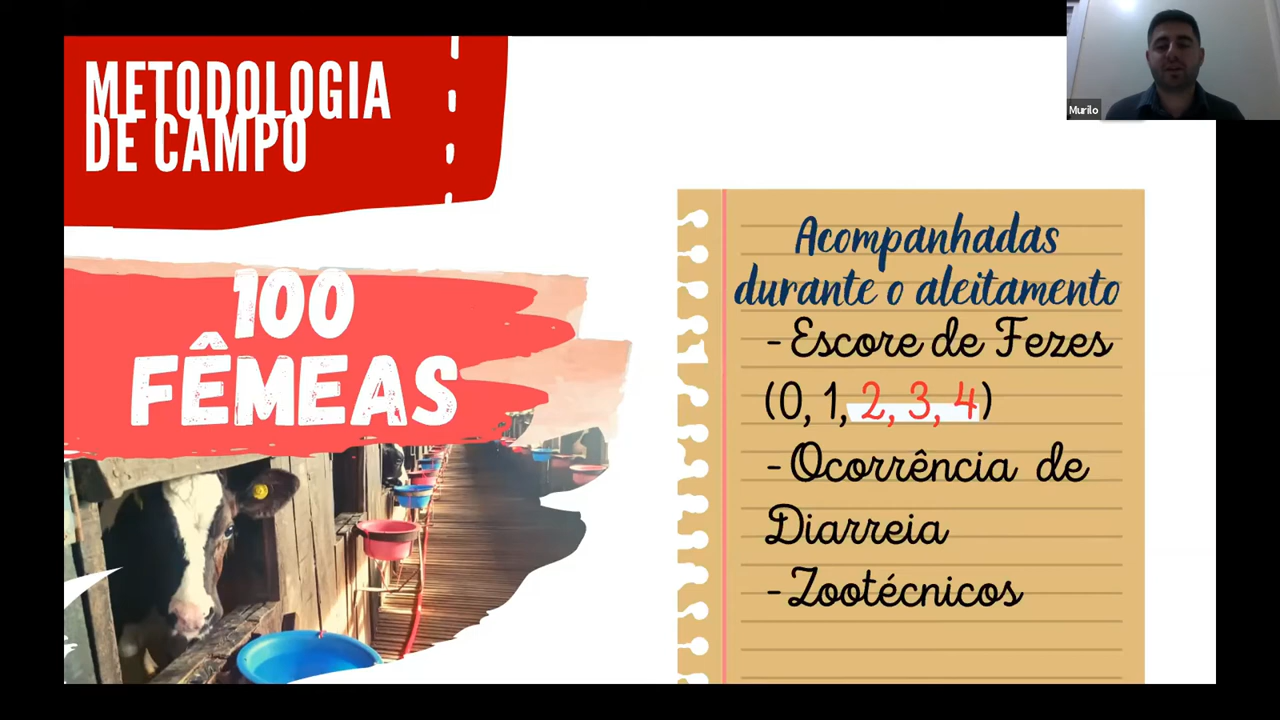 METODOLOGIA
DE CAMPO
100
FÊMEAS
Acompanhadas
durante o aleitamento
-Escore de Fezes
(0, 1, 2, 3, 4)
-Ocorrência de
Diarreia
-Zootécnicos
Murilo